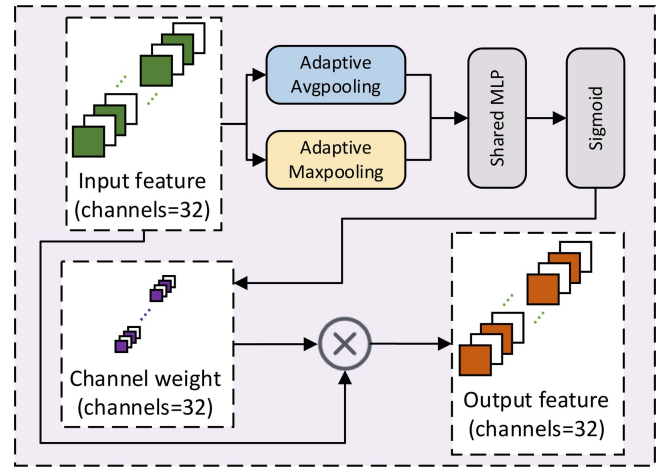 Adaptive
Avgpooling
Adaptive
Maxpooling
Shared MLP
Sigmoid
Input feature
(channels=32)
Channel weight
(channels=32)
Output feature
(channels=32)